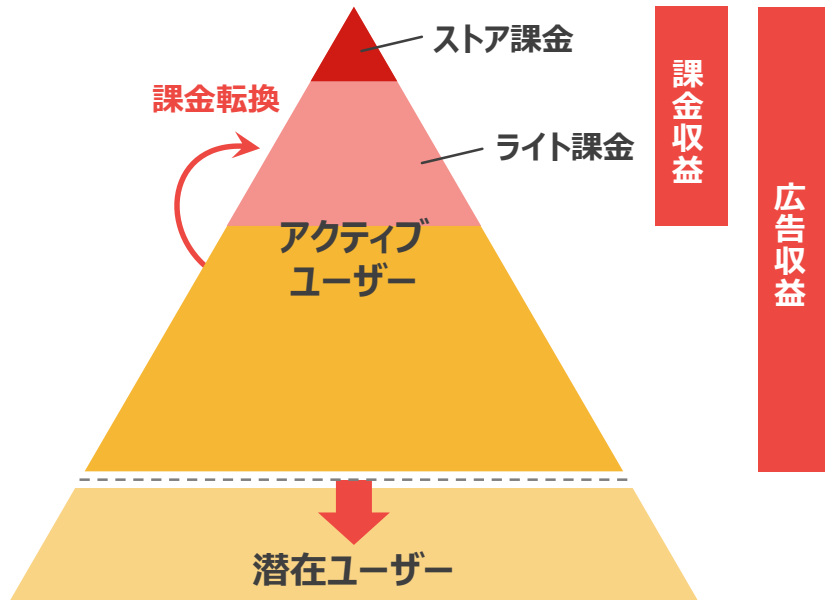 ストア課金
課金転換
ライト課金
アクティブ
ユーザー
潜在ユーザー
課金収益
広告収益